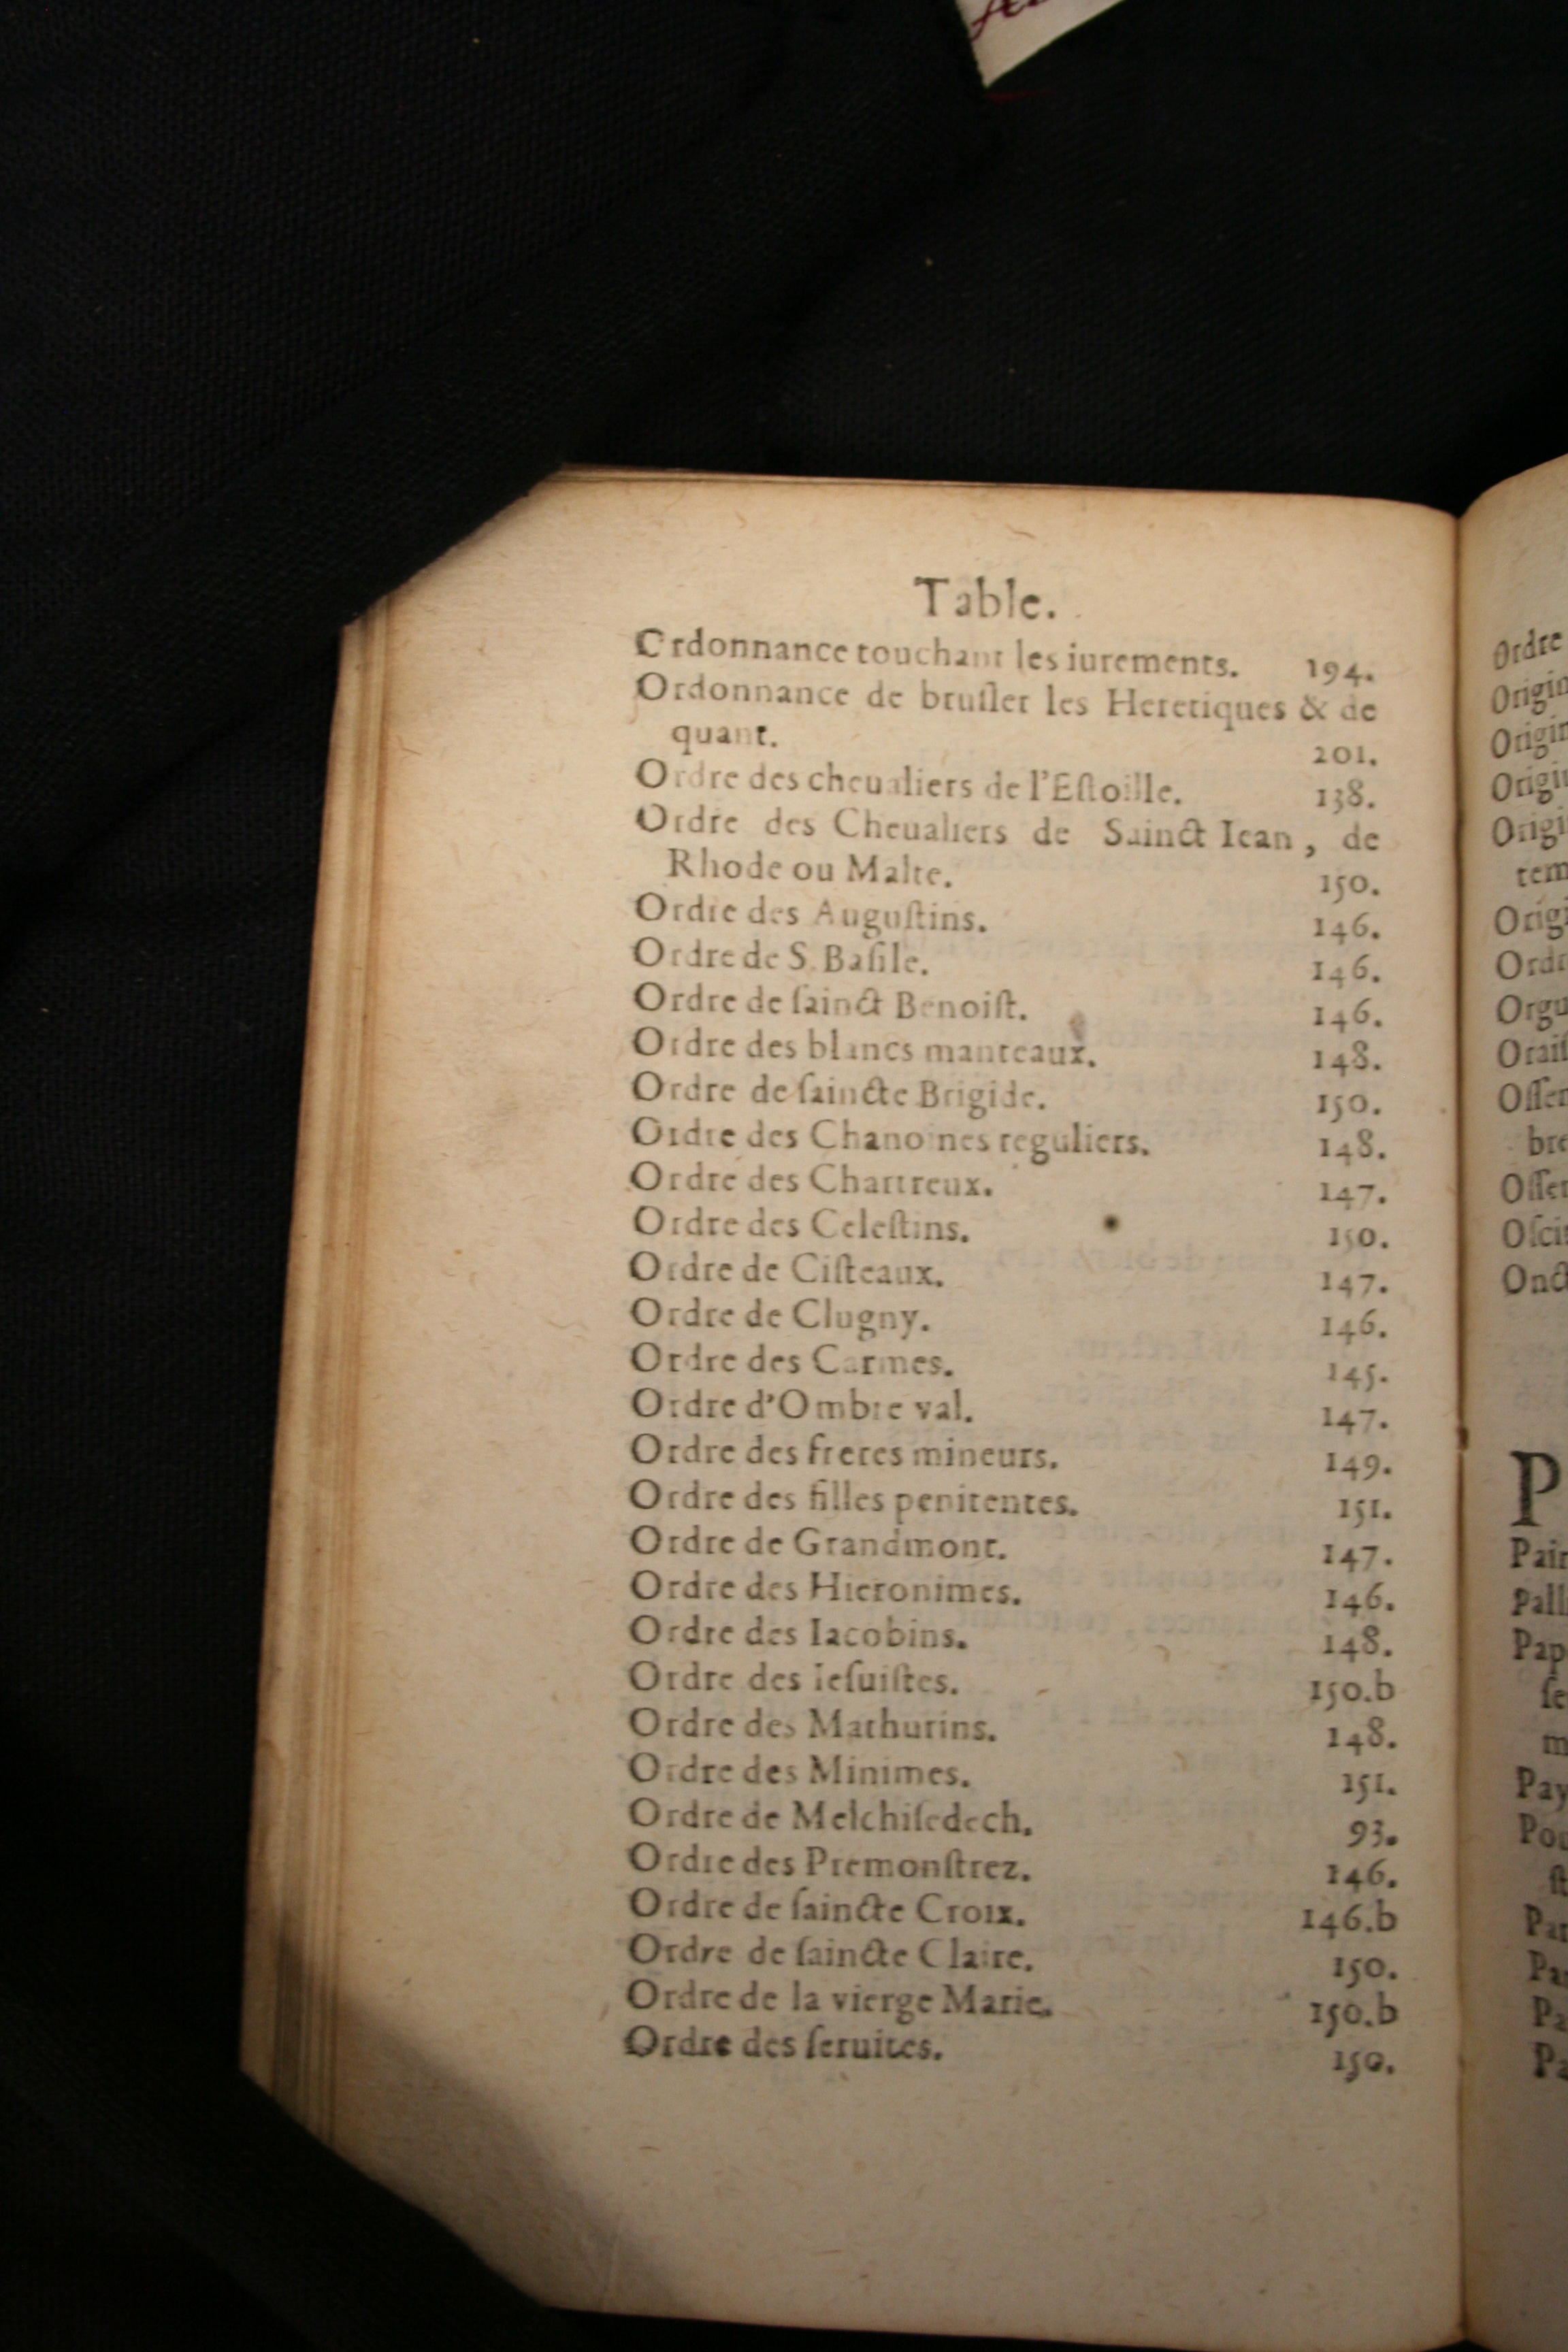 Table.
Ordonnance touchant les iurements. 194.
Ordonnance de bruſler les Heretiques & de
quant. 201.
Ordre des cheualiers de l'Eſtoille. 138.
Ordre des Cheualiers de Sainct Iean, de
Rhode ou Malte. 150.
Ordre des Auguſtins. 146.
Ordre de S. Baſile. 146.
Ordre de ſainct Benoiſt. 146.
Ordre des blancs manteaux. 148.
Ordre de ſaincte Brigide. 150.
Ordre des Chanoines reguliers. 148.
Ordre des Chartreux. 147.
Ordre des Celeſtins. 150.
Ordre de Ciſteaux. 147.
Ordre de Clugny. 146.
Ordre des Carmes. 145.
Ordre d'Ombre val. 147.
Ordre des freres mineurs. 149.
Ordre des filles penitentes. 151.
Ordre de Grandmont. 147.
Ordre des Hieronimes. 146.
Ordre des Iacobins. 148.
Ordre des Ieſuiſtes. 150.b
Ordre des Mathurins. 148.
Ordre des Minimes. 151.
Ordre de Melchiſedech. 93.
Ordre des Premonſtrez. 146.
Ordre de ſaincte Croix. 146.b
Ordre de ſaincte Claire. 150.
Ordre de la vierge Marie. 150.b
Ordre des ſeruites. 150.
Ordre